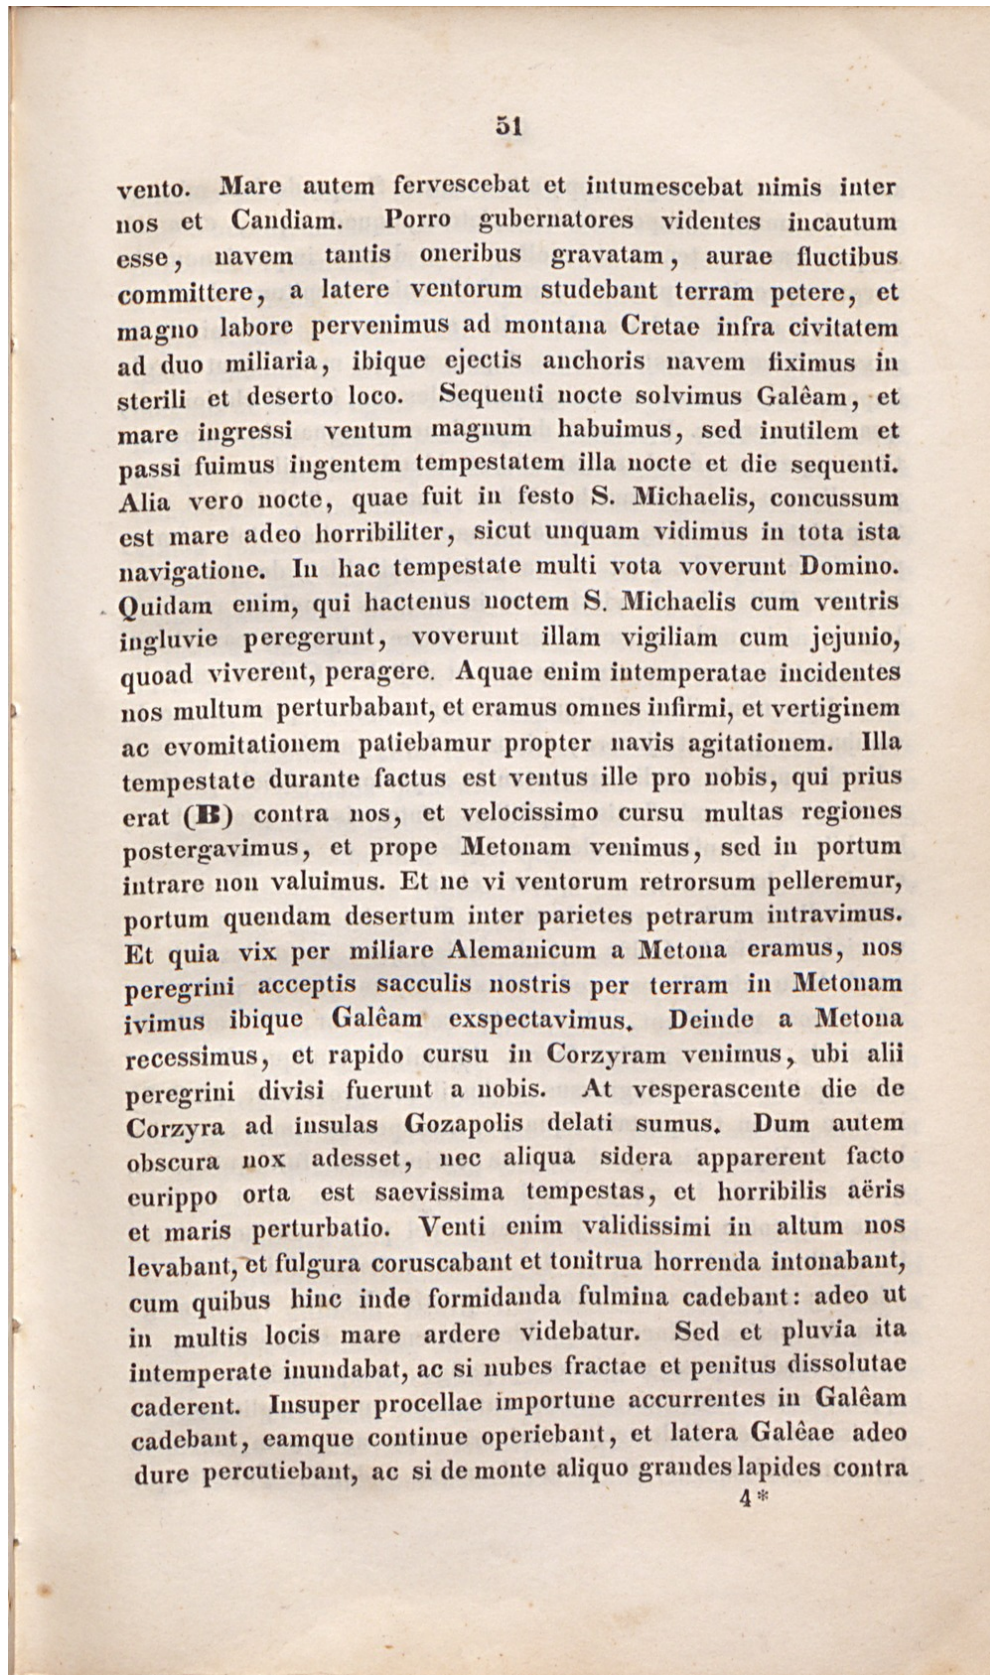 51
vento. Mare autem fervescebat et intumescebat nimis inter
nos et Candiam. Porro gubernatores videntes incautum
esse, navem tantis oneribus gravatam, aurae fluctibus
committere, a latere ventorum studebant terram petere, et
magno labore pervenimus ad montana Cretae infra civitatem
ad duo miliaria, ibique ejectis anchoris navem fiximus in
sterili et deserto loco. Sequenti nocte solvimus Galêam, et
mare ingressi ventum magnum habuimus, sed inutilem et
passi fuimus ingentem tempestatem illa nocte et die sequenti.
Alia vero nocte, quae fuit in festo S. Michaelis, concussum
est mare adeo horribiliter, sicut unquam vidimus in tota ista
navigatione. In hac tempestate multi vota voverunt Domino.
Quidam enim, qui hactenus noctem S. Michaelis cum ventris
ingluvie peregerunt, voverunt illam vigiliam cum jejunio,
quoad viverent, peragere. Aquae enim intemperatae incidentes
nos multum perturbabant, et eramus omnes infirmi, et vertiginem
ac evomitationem patiebamur propter navis agitationem. Illa
tempestate durante factus est ventus ille pro nobis, qui prius
erat (B) contra nos, et velocissimo cursu multas regiones
postergavimus, et prope Metonam venimus, sed in portum
intrare non valuimus. Et ne vi ventorum retrorsum pelleremur,
portum quendam desertum inter parietes petrarum intravimus.
Et quia vix per miliare Alemanicum a Metona eramus, nos
peregrini acceptis sacculis nostris per terram in Metonam
ivimus ibique Galêam exspectavimus. Deinde a Metona
recessimus, et rapido cursu in Corzyram venimus, ubi alii
peregrini divisi fuerunt a nobis. At vesperascente die de
Corzyra ad insulas Gozapolis delati sumus. Dum autem
obscura nox adesset, nec aliqua sidera apparerent facto
eurippo orta est saevissima tempestas, et horribilis aëris
et maris perturbatio. Venti enim validissimi in altum nos
levabant, et fulgura coruscabant et tonitrua horrenda intonabant,
cum quibus hinc inde formidanda fulmina cadebant: adeo ut
in multis locis mare ardere videbatur. Sed et pluvia ita
intemperate inundabat, ac si nubes fractae et penitus dissolutae
caderent. Insuper procellae importune accurrentes in Galêam
cadebant, eamque continue operiebant, et latera Galêae adeo
dure percutiebant, ac si de monte aliquo grandes lapides contra
4*